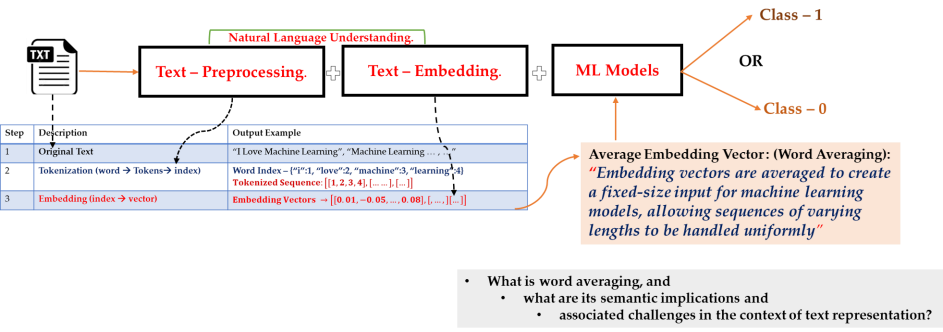 Class – 1
Natural Language Understanding.
TXT
Text – Preprocessing.
Text – Embedding.
ML Models
OR
Class – 0
Step Description Output Example
1 Original Text "I Love Machine Learning", "Machine Learning … , … "
2 Tokenization (word → Tokens→ index) Word Index – {"i":1, "love":2, "machine":3, "learning":4}
Tokenized Sequence: [[1, 2, 3, 4], [… …], […]]
3 Embedding (index → vector) Embedding Vectors → [[0.01, −0.05, …, 0.08], [, … , ][…]]
Average Embedding Vector: (Word Averaging):
"Embedding vectors are averaged to create
a fixed-size input for machine learning
models, allowing sequences of varying
lengths to be handled uniformly"
• What is word averaging, and
• what are its semantic implications and
• associated challenges in the context of text representation?